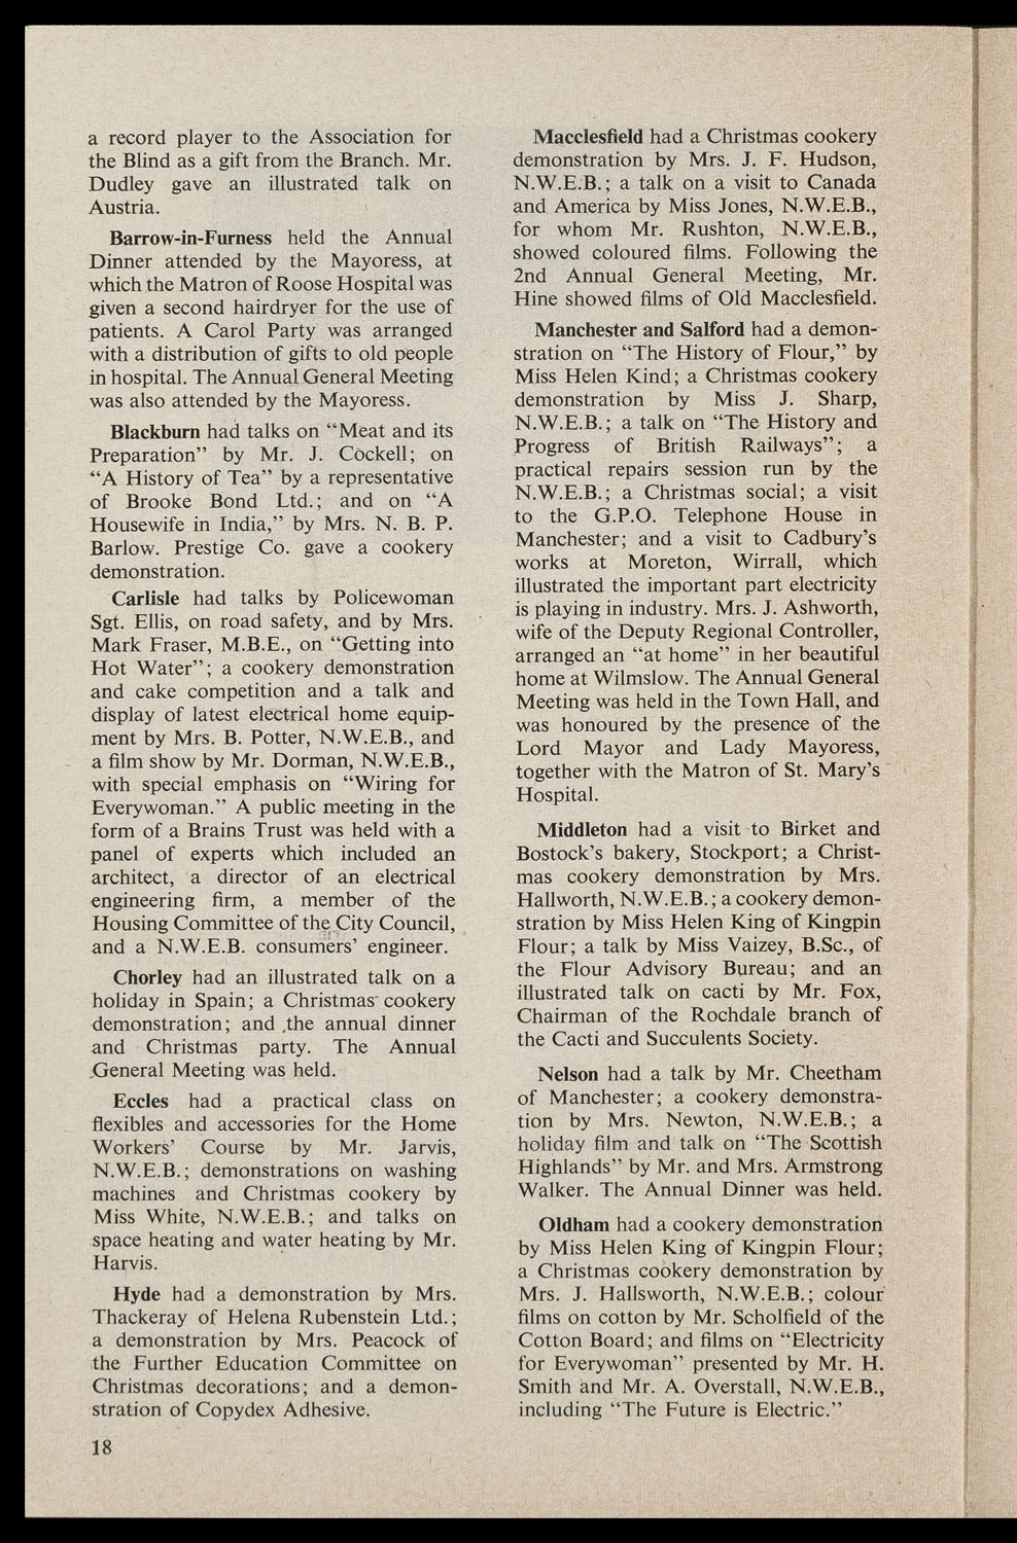 a record player to the Association for
the Blind as a gift from the Branch. Mr.
Dudley gave an illustrated talk on
Austria.
Barrow-in-Furness held the Annual
Dinner attended by the Mayoress, at
which the Matron of Roose Hospital was
given a second hairdryer for the use of
patients. A Carol Party was arranged
with a distribution of gifts to old people
in hospital. The Annual General Meeting
was also attended by the Mayoress.
Blackburn had talks on “Meat and its
Preparation” by Mr. J. Cockell; on
“A History of Tea” by a representative
of Brooke Bond Ltd.; and on “A
Housewife in India,” by Mrs. N. B. P.
Barlow. Prestige Co. gave a cookery
demonstration.
Carlisle had talks by Policewoman
Sgt. Ellis, on road safety, and by Mrs.
Mark Fraser, M.B.E., on “Getting into
Hot Water”; a cookery demonstration
and cake competition and a talk and
display of latest electrical home equip-
ment by Mrs. B. Potter, N.W.E.B., and
a film show by Mr. Dorman, N.W.E.B.,
with special emphasis on “Wiring for
Everywoman.” A public meeting in the
form of a Brains Trust was held with a
panel of experts which included an
architect, a director of an electrical
engineering firm, a member of the
Housing Committee of the City Council,
and a N.W.E.B. consumers’ engineer.
Chorley had an illustrated talk on a
holiday in Spain; a Christmas cookery
demonstration; and the annual dinner
and Christmas party. The Annual
General Meeting was held.
Eccles had a practical class on
flexibles and accessories for the Home
Workers’ Course by Mr. Jarvis,
N.W.E.B.; demonstrations on washing
machines and Christmas cookery by
Miss White, N.W.E.B.; and talks on
space heating and water heating by Mr.
Harvis.
Hyde had a demonstration by Mrs.
Thackeray of Helena Rubenstein Ltd.;
a demonstration by Mrs. Peacock of
the Further Education Committee on
Christmas decorations; and a demon-
stration of Copydex Adhesive.
18
Macclesfield had a Christmas cookery
demonstration by Mrs. J. F. Hudson,
N.W.E.B.; a talk on a visit to Canada
and America by Miss Jones, N.W.E.B.,
for whom Mr. Rushton, N.W.E.B.,
showed coloured films. Following the
2nd Annual General Meeting, Mr.
Hine showed films of Old Macclesfield.
Manchester and Salford had a demon-
stration on “The History of Flour,” by
Miss Helen Kind; a Christmas cookery
demonstration by Miss J. Sharp,
N.W.E.B.; a talk on “The History and
Progress of British Railways”; a
practical repairs session run by the
N.W.E.B.; a Christmas social; a visit
to the G.P.O. Telephone House in
Manchester; and a visit to Cadbury’s
works at Moreton, Wirrall, which
illustrated the important part electricity
is playing in industry. Mrs. J. Ashworth,
wife of the Deputy Regional Controller,
arranged an “at home” in her beautiful
home at Wilmslow. The Annual General
Meeting was held in the Town Hall, and
was honoured by the presence of the
Lord Mayor and Lady Mayoress,
together with the Matron of St. Mary’s
Hospital.
Middleton had a visit to Birket and
Bostock’s bakery, Stockport; a Christ-
mas cookery demonstration by Mrs.
Hallworth, N.W.E.B.; a cookery demon-
stration by Miss Helen King of Kingpin
Flour; a talk by Miss Vaizey, B.Sc., of
the Flour Advisory Bureau; and an
illustrated talk on cacti by Mr. Fox,
Chairman of the Rochdale branch of
the Cacti and Succulents Society.
Nelson had a talk by Mr. Cheetham
of Manchester; a cookery demonstra-
tion by Mrs. Newton, N.W.E.B.; a
holiday film and talk on “The Scottish
Highlands” by Mr. and Mrs. Armstrong
Walker. The Annual Dinner was held.
Oldham had a cookery demonstration
by Miss Helen King of Kingpin Flour;
a Christmas cookery demonstration by
Mrs. J. Hallsworth, N.W.E.B.; colour
films on cotton by Mr. Scholfield of the
Cotton Board; and films on “Electricity
for Everywoman” presented by Mr. H.
Smith and Mr. A. Overstall, N.W.E.B.,
including “The Future is Electric.”